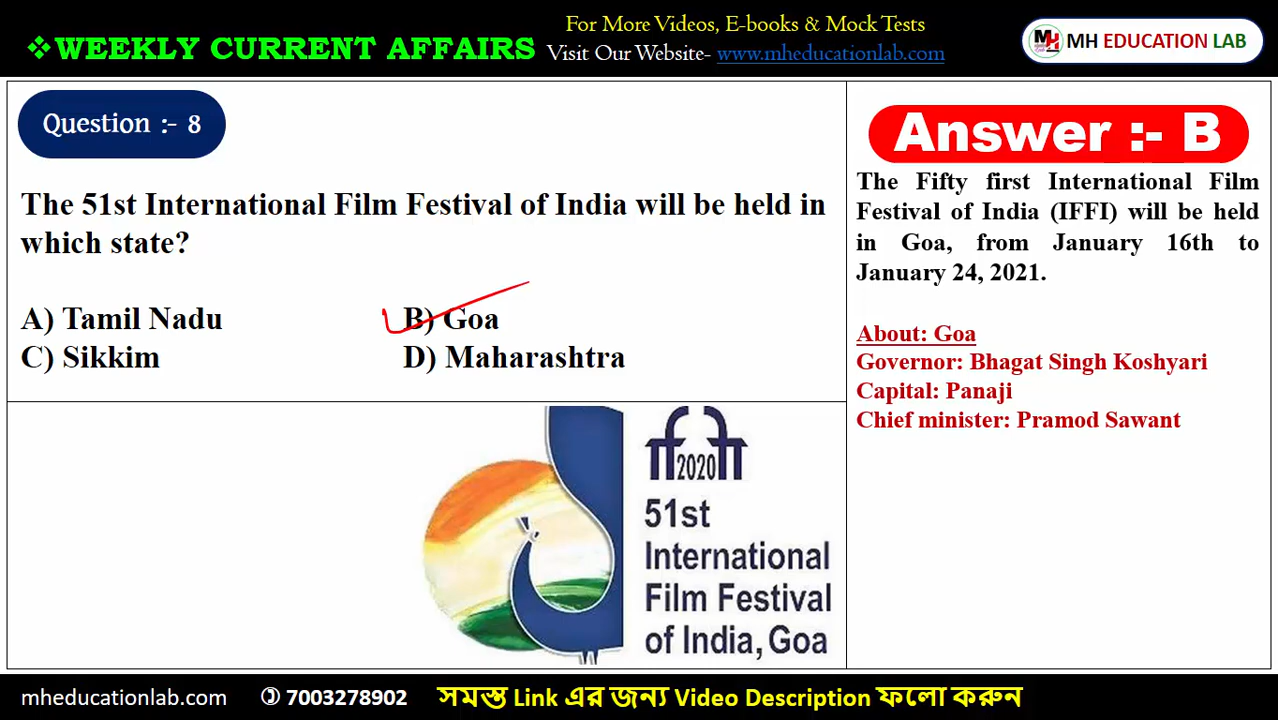 ❖WEEKLY CURRENT AFFAIRS
For More Videos, E-books & Mock Tests
Visit Our Website- www.mheducationlab.com
MH EDUCATION LAB
Question :- 8
The 51st International Film Festival of India will be held in
which state?
A) Tamil Nadu B) Goa
C) Sikkim D) Maharashtra
Answer :- B
The Fifty first International Film
Festival of India (IFFI) will be held
in Goa, from January 16th to
January 24, 2021.
About: Goa
Governor: Bhagat Singh Koshyari
Capital: Panaji
Chief minister: Pramod Sawant
2020
51st
International
Film Festival
of India, Goa
mheducationlab.com
7003278902
সমস্ত Link এর জন্য Video Description ফলো করুন